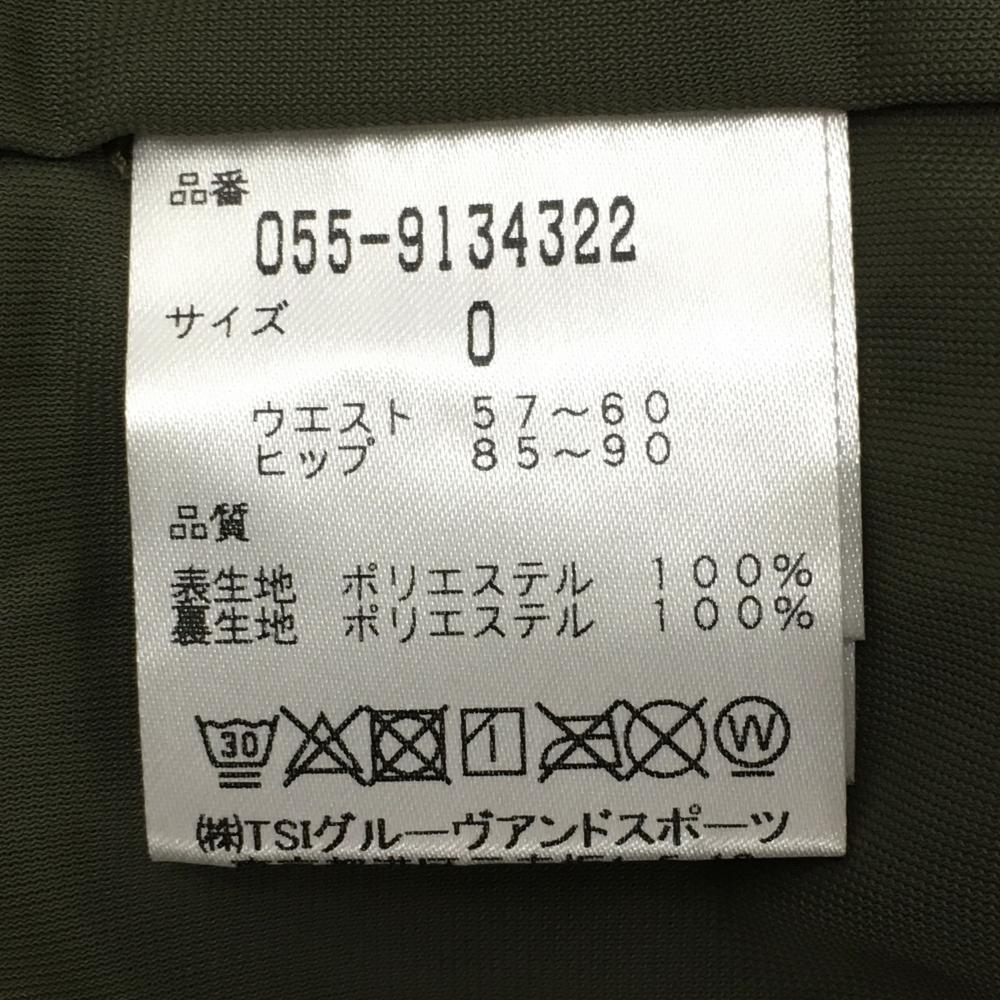 品番
055-9134322
サイズ 0
ウエスト 57～60
ヒップ 85～90
品質
表生地 ポリエステル 100%
裏生地 ポリエステル 100%
30 W
㈱TSIグルーヴアンドスポーツ